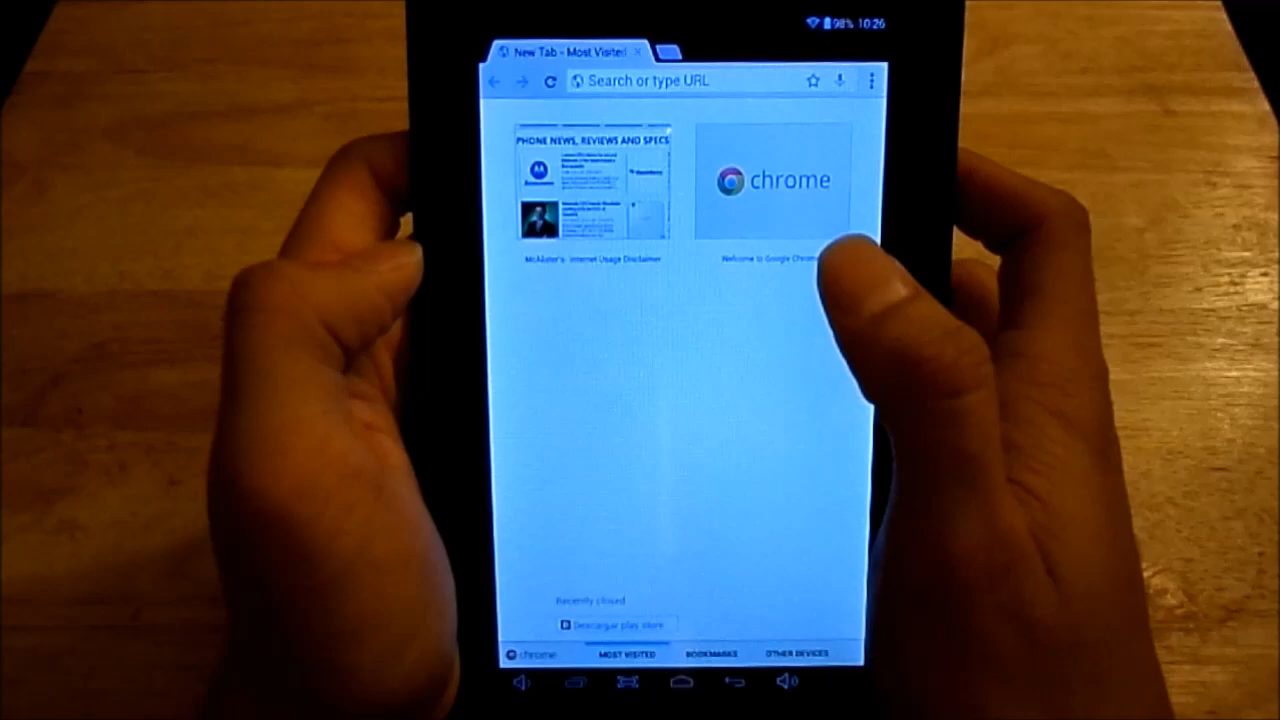 98% 10:26
New Tab - Most Visited
Search or type URL
PHONE NEWS, REVIEWS AND SPECS
chrome
McAlister's: Internet Usage Disclaimer
Welcome to Google Chrome
Recently closed
Descargar play store
chrome MOST VISITED BOOKMARKS OTHER DEVICES